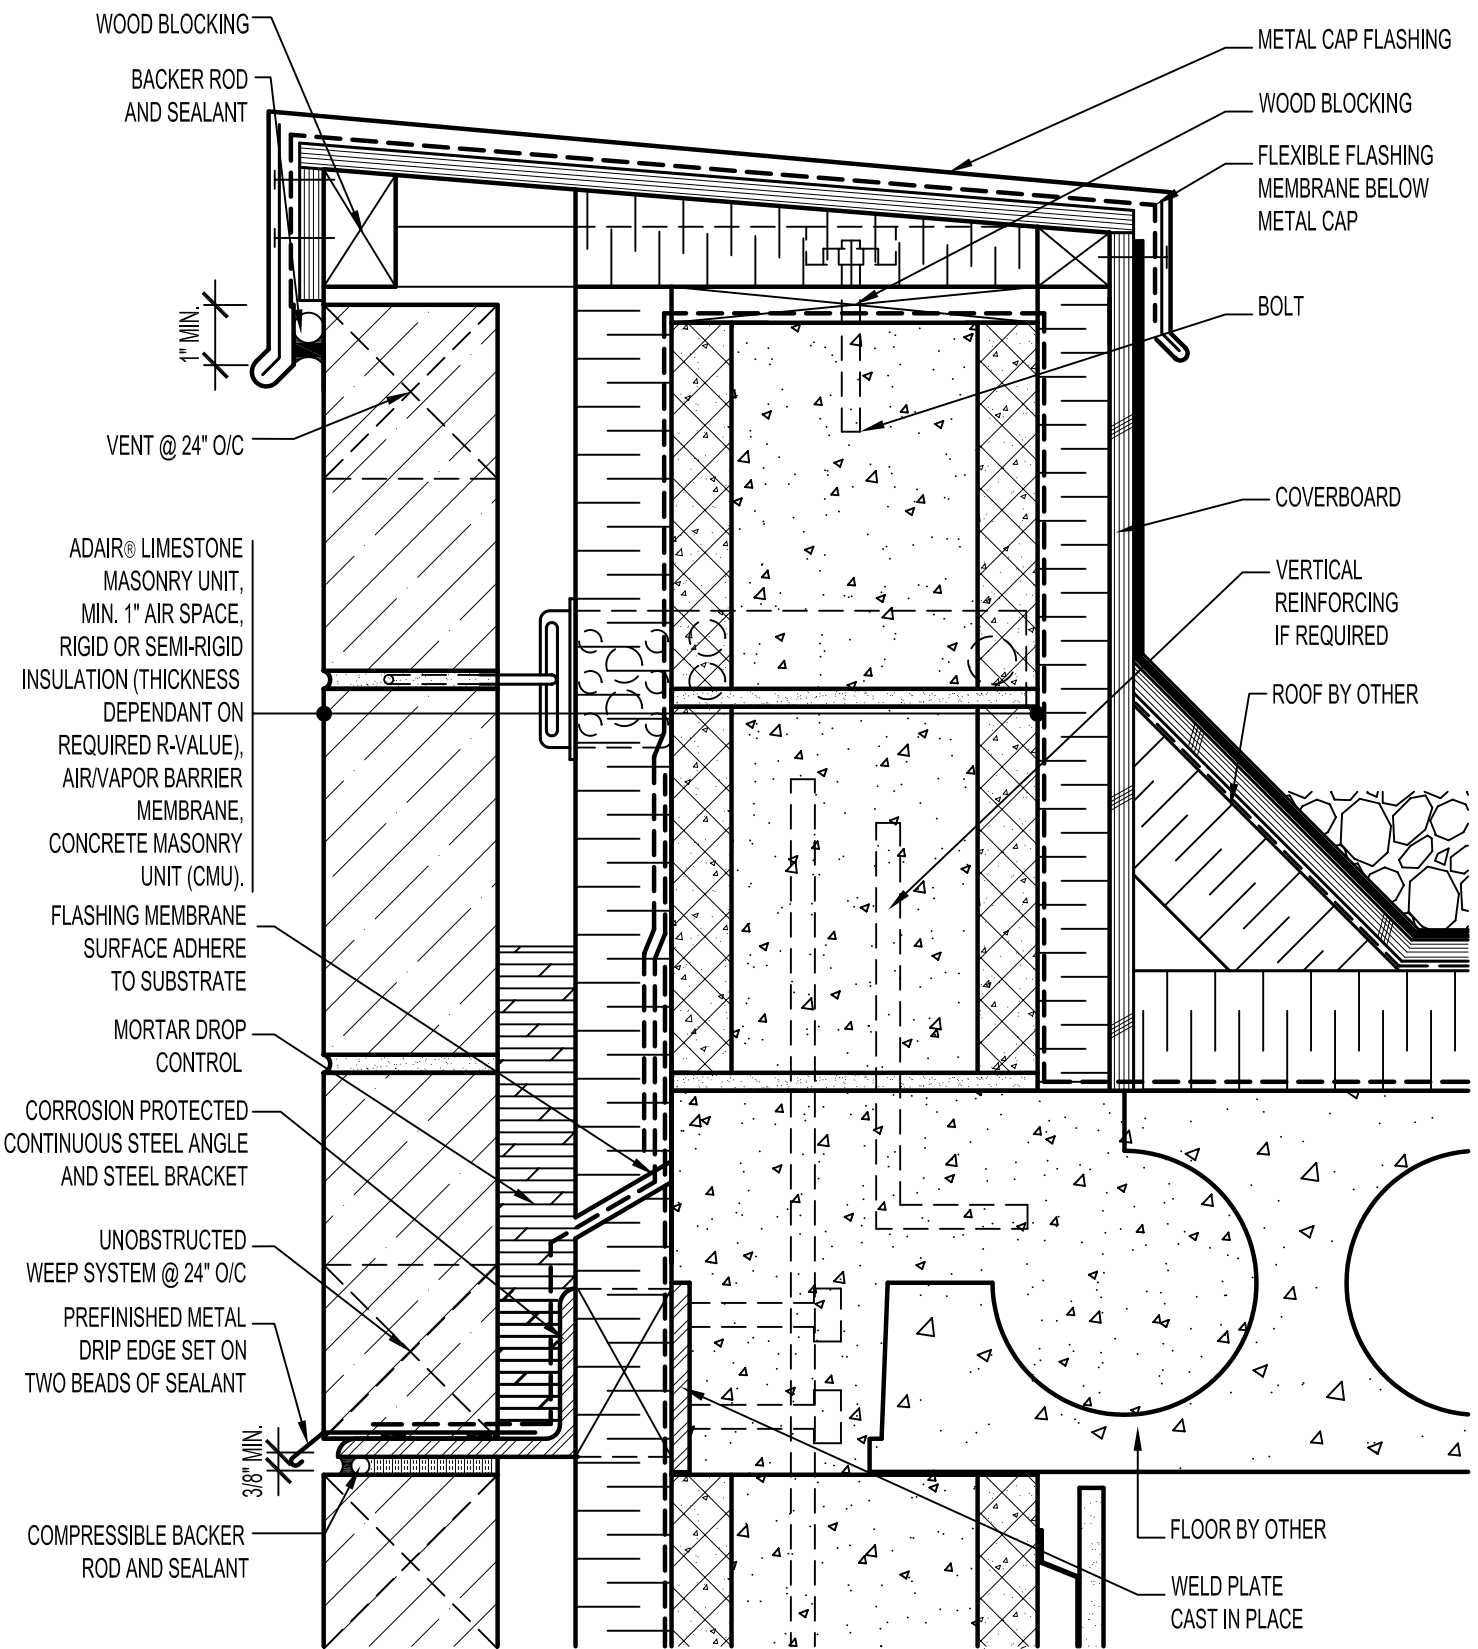 WOOD BLOCKING
BACKER ROD
AND SEALANT
1" MIN.
VENT @ 24" O/C
ADAIR® LIMESTONE
MASONRY UNIT,
MIN. 1" AIR SPACE,
RIGID OR SEMI-RIGID
INSULATION (THICKNESS
DEPENDANT ON
REQUIRED R-VALUE),
AIR/VAPOR BARRIER
MEMBRANE,
CONCRETE MASONRY
UNIT (CMU).
FLASHING MEMBRANE
SURFACE ADHERE
TO SUBSTRATE
MORTAR DROP
CONTROL
CORROSION PROTECTED
CONTINUOUS STEEL ANGLE
AND STEEL BRACKET
UNOBSTRUCTED
WEEP SYSTEM @ 24" O/C
PREFINISHED METAL
DRIP EDGE SET ON
TWO BEADS OF SEALANT
3/8" MIN.
COMPRESSIBLE BACKER
ROD AND SEALANT
METAL CAP FLASHING
WOOD BLOCKING
FLEXIBLE FLASHING
MEMBRANE BELOW
METAL CAP
BOLT
COVERBOARD
VERTICAL
REINFORCING
IF REQUIRED
ROOF BY OTHER
FLOOR BY OTHER
WELD PLATE
CAST IN PLACE